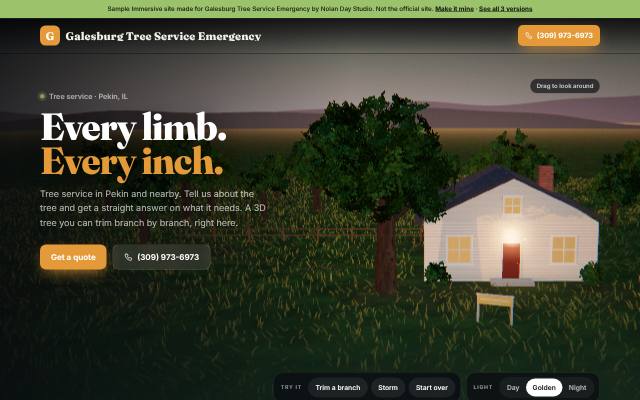 Sample Immersive site made for Galesburg Tree Service Emergency by Nolan Day Studio. Not the official site. Make it mine · See all 3 versions
G Galesburg Tree Service Emergency
(309) 973-6973
Drag to look around
Tree service · Pekin, IL
Every limb.
Every inch.
Tree service in Pekin and nearby. Tell us about the
tree and get a straight answer on what it needs. A 3D
tree you can trim branch by branch, right here.
Get a quote
(309) 973-6973
TRY IT Trim a branch Storm Start over
LIGHT Day Golden Night